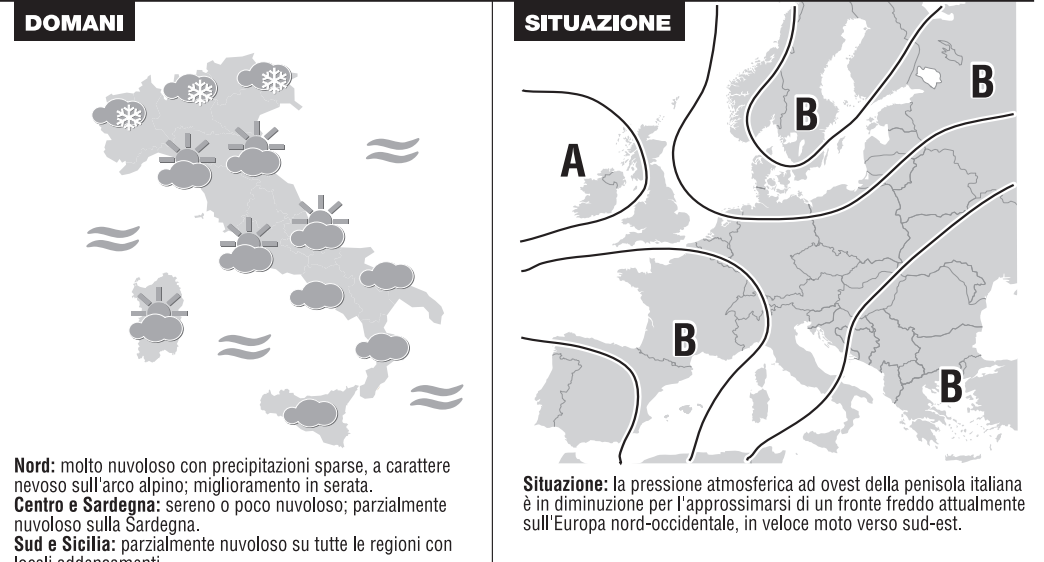 DOMANI
Nord: molto nuvoloso con precipitazioni sparse, a carattere
nevoso sull'arco alpino; miglioramento in serata.
Centro e Sardegna: sereno o poco nuvoloso; parzialmente
nuvoloso sulla Sardegna.
Sud e Sicilia: parzialmente nuvoloso su tutte le regioni con
locali addensamenti
SITUAZIONE
B
B
A
B
B
Situazione: la pressione atmosferica ad ovest della penisola italiana
è in diminuzione per l'approssimarsi di un fronte freddo attualmente
sull'Europa nord-occidentale, in veloce moto verso sud-est.